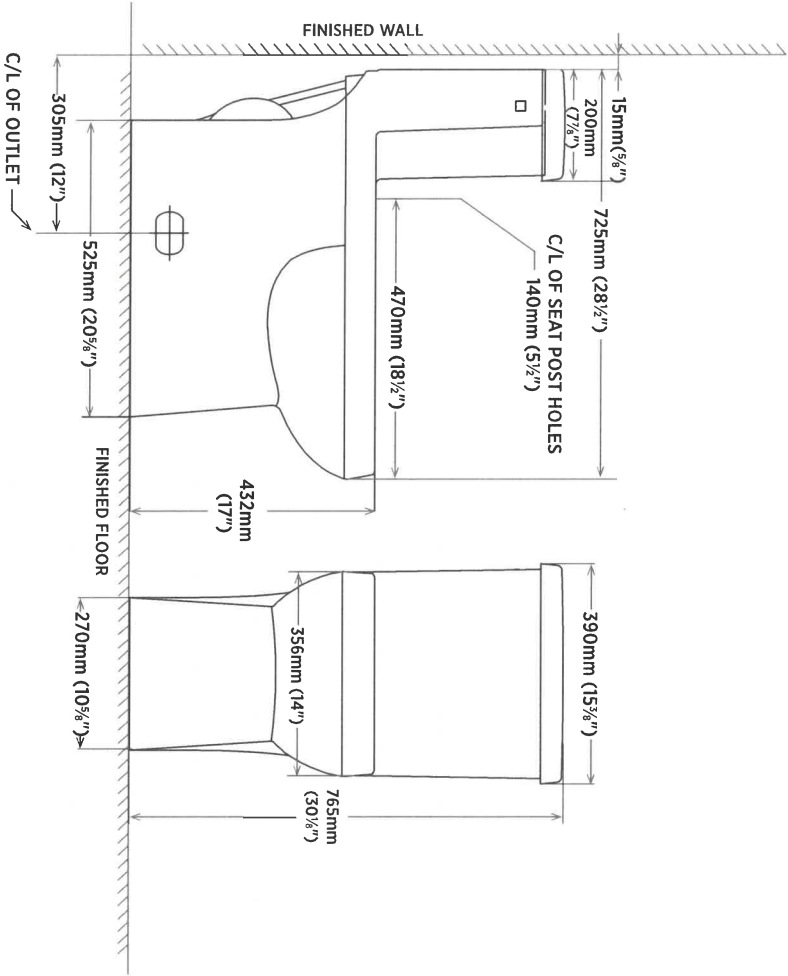 FINISHED WALL
15mm(⅝")
200mm
(7⅞")
725mm (28½")
C/L OF SEAT POST HOLES
140mm (5½")
470mm (18½")
305mm (12")
525mm (20⅝")
C/L OF OUTLET
432mm
(17")
FINISHED FLOOR
390mm (15⅜")
356mm (14")
270mm (10⅝")
765mm
(30⅛")